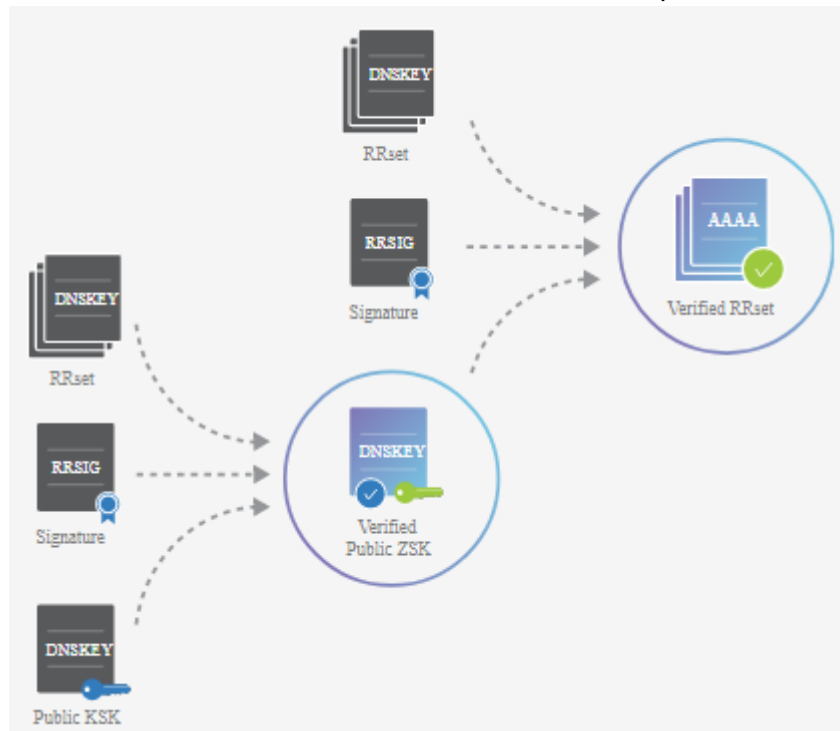 DNSKEY
RRset
RRSIG
Signature
AAAA
Verified RRset
DNSKEY
RRset
RRSIG
Signature
DNSKEY
Verified
Public ZSK
DNSKEY
Public KSK